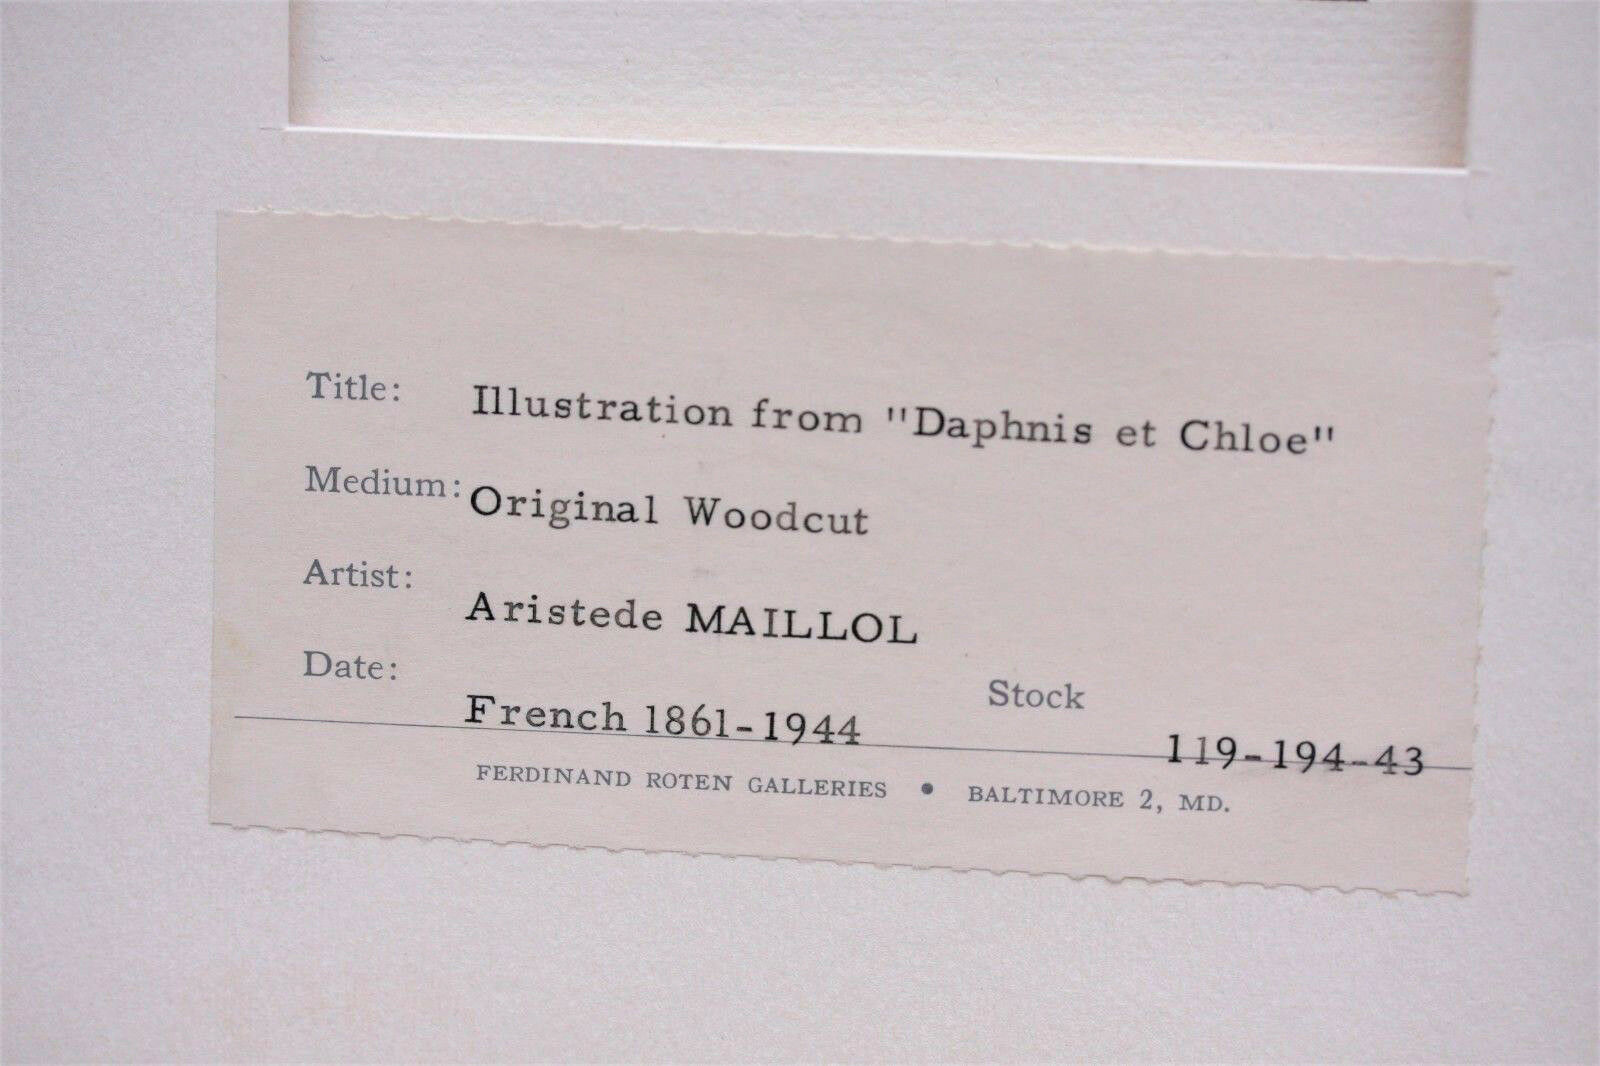 Title: Illustration from "Daphnis et Chloe"
Medium: Original Woodcut
Artist: Aristede MAILLOL
Date: French 1861-1944 Stock 119-194-43
FERDINAND ROTEN GALLERIES • BALTIMORE 2, MD.